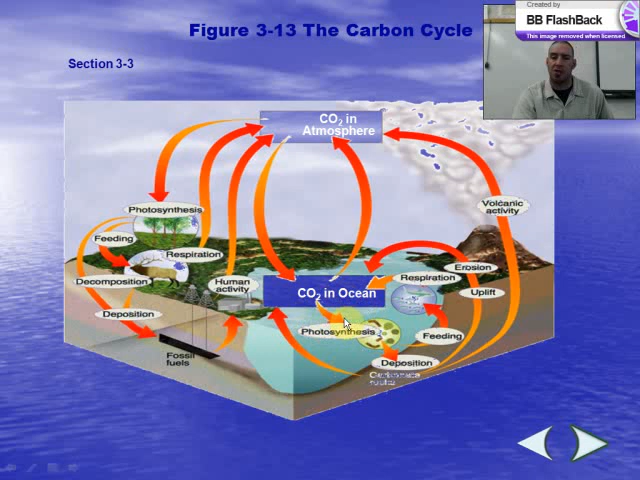 Figure 3-13 The Carbon Cycle
Created by
BB FlashBack
This image removed when licensed
Section 3-3
CO2 in
Atmosphere
Photosynthesis
Volcanic
activity
Feeding
Respiration
Decomposition
Human
activity
Erosion
Respiration
Uplift
CO2 in Ocean
Deposition
Photosynthesis
Feeding
Fossil
fuels
Deposition